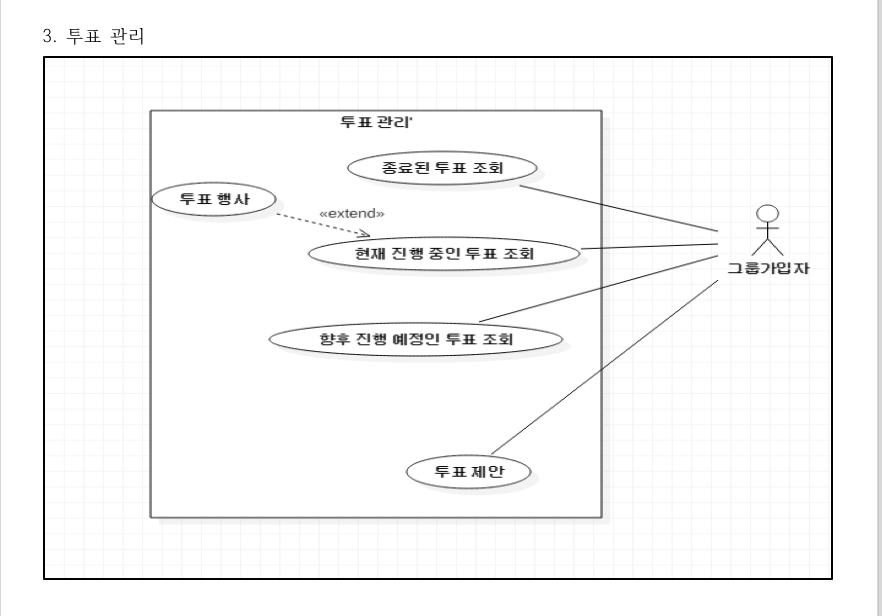 3. 투표 관리
투표 관리'
종료된 투표 조회
투표 행사
«extend»
현재 진행 중인 투표 조회
그룹가입자
향후 진행 예정인 투표 조회
투표 제안